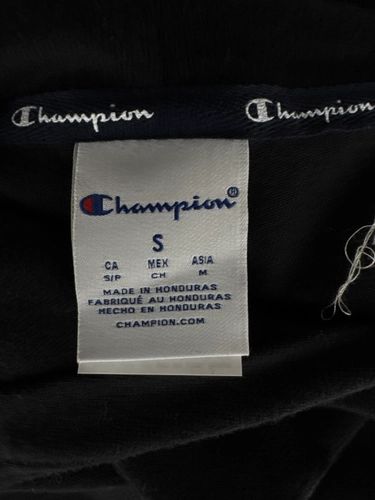 Champion Champion
Champion®
S
CA MEX ASIA
S/P CH M
MADE IN HONDURAS
FABRIQUÉ AU HONDURAS
HECHO EN HONDURAS
CHAMPION.COM